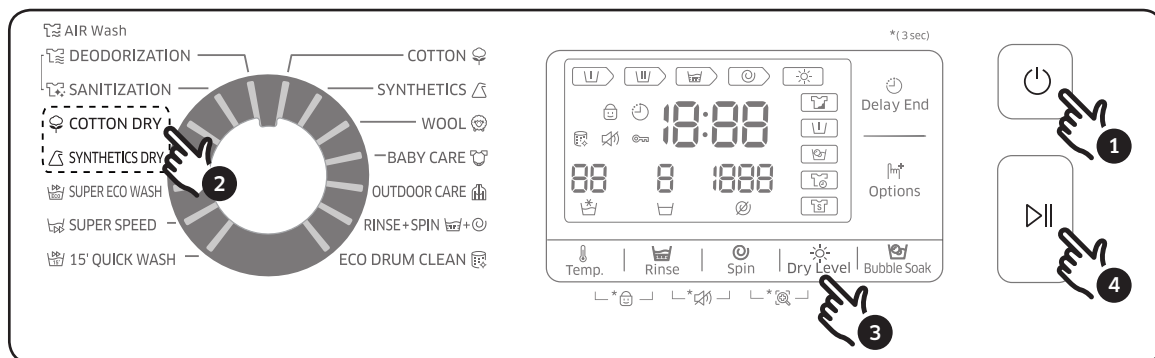 AIR Wash
DEODORIZATION
SANITIZATION
COTTON DRY
SYNTHETICS DRY
SUPER ECO WASH
SUPER SPEED
15' QUICK WASH
COTTON
SYNTHETICS
WOOL
BABY CARE
OUTDOOR CARE
RINSE+SPIN +
ECO DRUM CLEAN
2
*(3 sec)
18:88
88 8 1888
Delay End
Options
Temp. Rinse Spin Dry Level Bubble Soak
* * *
3
1
4